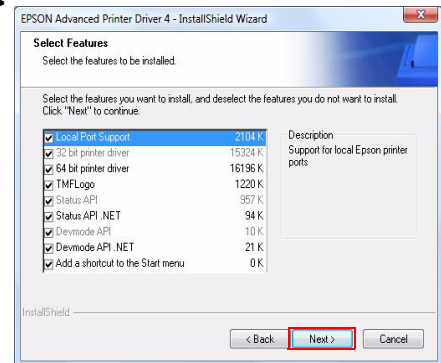 EPSON Advanced Printer Driver 4 - InstallShield Wizard
Select Features
Select the features to be installed.
Select the features you want to install, and deselect the features you do not want to install.
Click "Next" to continue.
Local Port Support 2104 K
32 bit printer driver 15324 K
64 bit printer driver 16196 K
TMFLogo 1220 K
Status API 957 K
Status API .NET 94 K
Devmode API 10 K
Devmode API .NET 21 K
Add a shortcut to the Start menu 0 K
Description
Support for local Epson printer
ports
InstallShield
< Back Next > Cancel